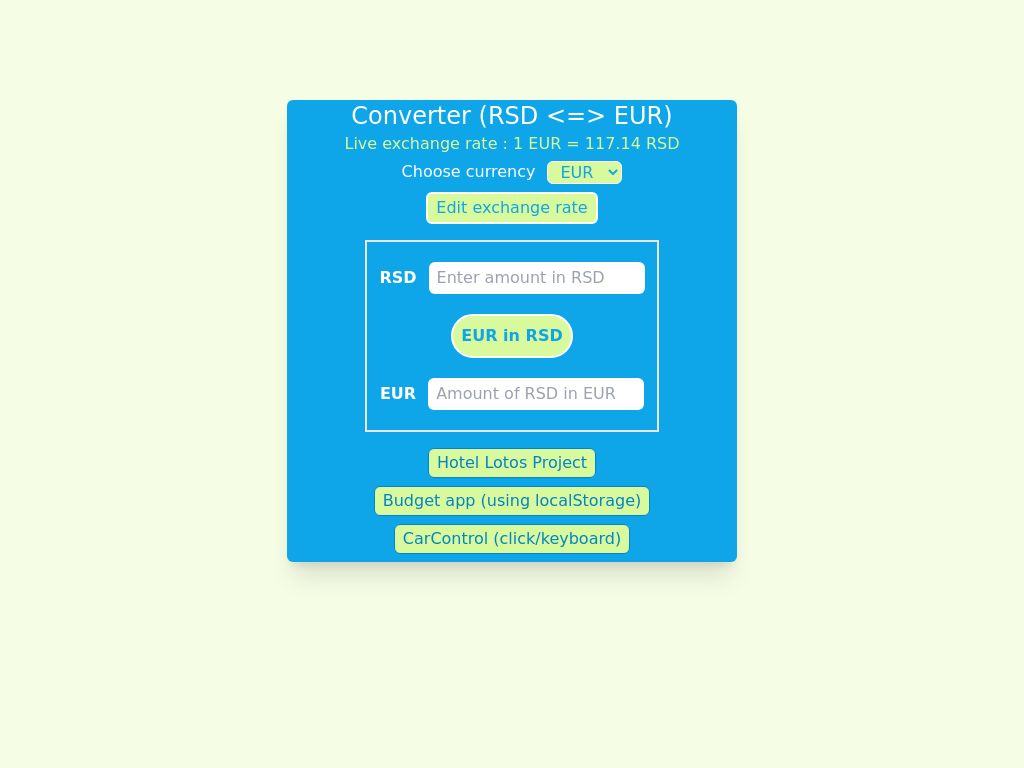 Converter (RSD <=> EUR)
Live exchange rate : 1 EUR = 117.14 RSD
Choose currency EUR
Edit exchange rate
RSD Enter amount in RSD
EUR in RSD
EUR Amount of RSD in EUR
Hotel Lotos Project
Budget app (using localStorage)
CarControl (click/keyboard)